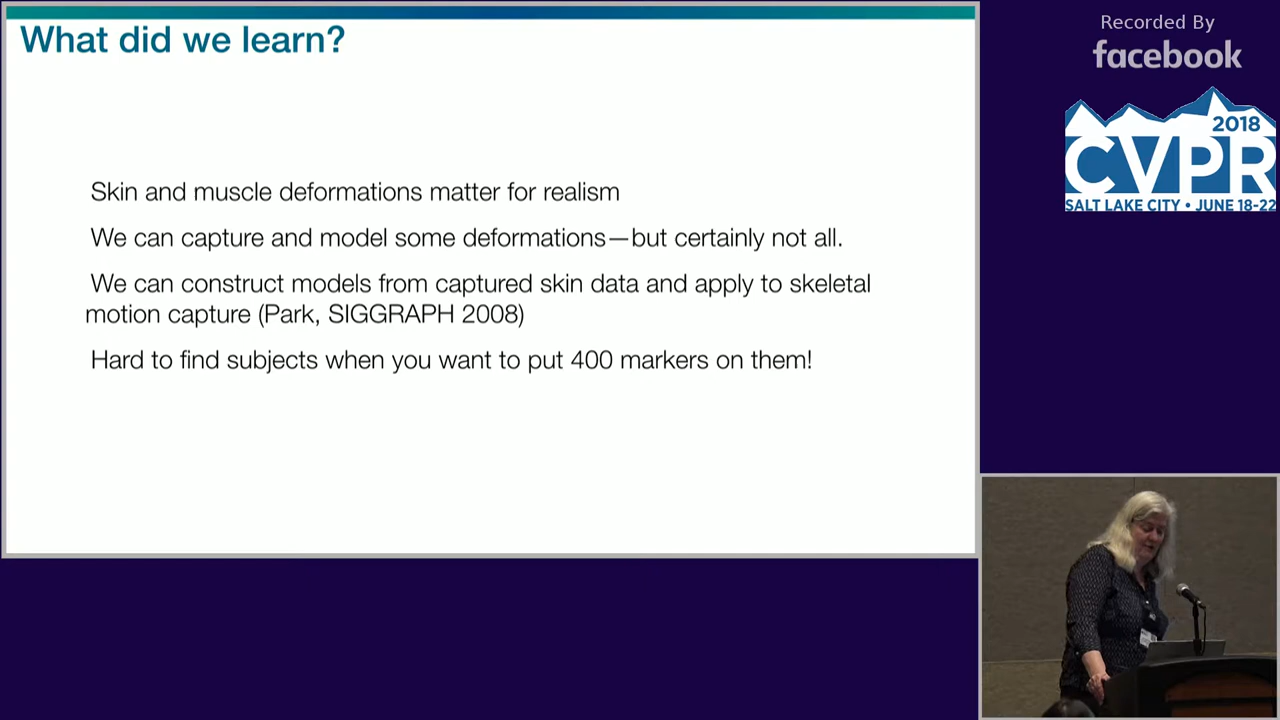 What did we learn?
Skin and muscle deformations matter for realism
We can capture and model some deformations—but certainly not all.
We can construct models from captured skin data and apply to skeletal
motion capture (Park, SIGGRAPH 2008)
Hard to find subjects when you want to put 400 markers on them!
Recorded By
facebook
2018
CVPR
SALT LAKE CITY • JUNE 18-22